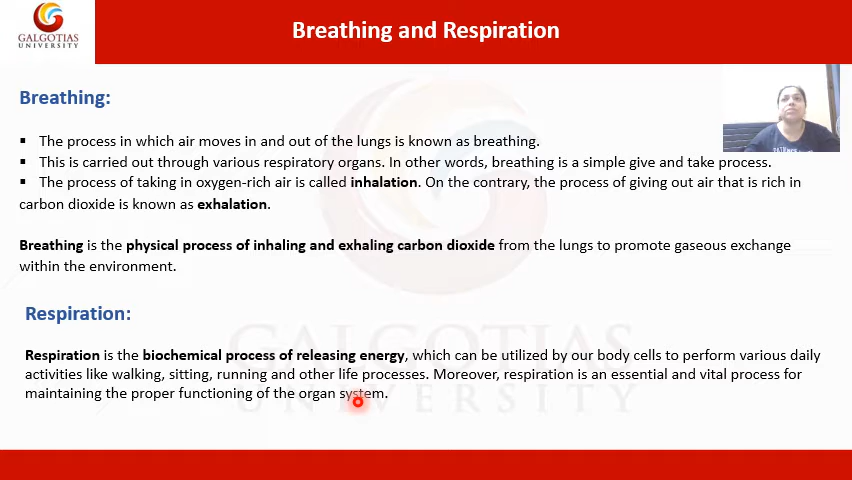 GALGOTIAS
UNIVERSITY
Breathing and Respiration
Breathing:
▪ The process in which air moves in and out of the lungs is known as breathing.
▪ This is carried out through various respiratory organs. In other words, breathing is a simple give and take process.
▪ The process of taking in oxygen-rich air is called inhalation. On the contrary, the process of giving out air that is rich in
carbon dioxide is known as exhalation.
Breathing is the physical process of inhaling and exhaling carbon dioxide from the lungs to promote gaseous exchange
within the environment.
Respiration:
Respiration is the biochemical process of releasing energy, which can be utilized by our body cells to perform various daily
activities like walking, sitting, running and other life processes. Moreover, respiration is an essential and vital process for
maintaining the proper functioning of the organ system.
GALGOTIAS
UNIVERSITY